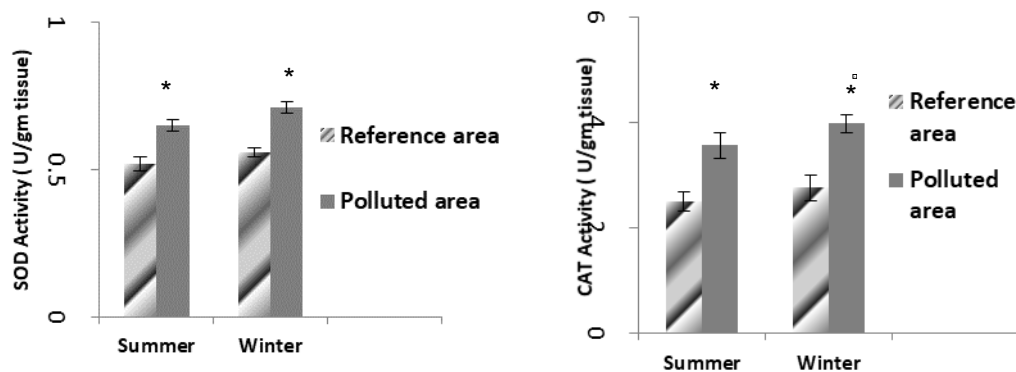 SOD Activity ( U/gm tissue)
1
0.5
0
*
*
Summer
Winter
Reference area
Polluted area
CAT Activity ( U/gm tissue)
6
4
2
0
*
*
Summer
Winter
Reference
area
Polluted
area